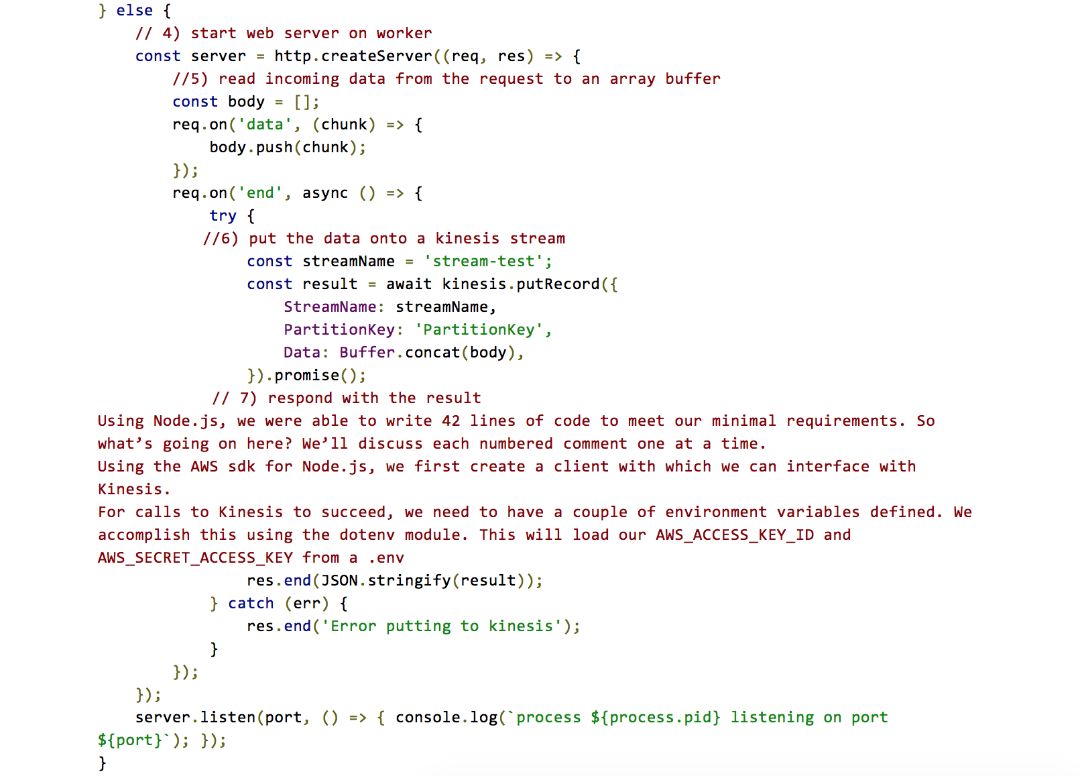 } else {
// 4) start web server on worker
const server = http.createServer((req, res) => {
//5) read incoming data from the request to an array buffer
const body = [];
req.on('data', (chunk) => {
body.push(chunk);
});
req.on('end', async () => {
try {
//6) put the data onto a kinesis stream
const streamName = 'stream-test';
const result = await kinesis.putRecord({
StreamName: streamName,
PartitionKey: 'PartitionKey',
Data: Buffer.concat(body),
}).promise();
// 7) respond with the result
Using Node.js, we were able to write 42 lines of code to meet our minimal requirements. So
what’s going on here? We’ll discuss each numbered comment one at a time.
Using the AWS sdk for Node.js, we first create a client with which we can interface with
Kinesis.
For calls to Kinesis to succeed, we need to have a couple of environment variables defined. We
accomplish this using the dotenv module. This will load our AWS_ACCESS_KEY_ID and
AWS_SECRET_ACCESS_KEY from a .env
res.end(JSON.stringify(result));
} catch (err) {
res.end('Error putting to kinesis');
}
});
});
server.listen(port, () => { console.log(`process ${process.pid} listening on port
${port}`); });
}